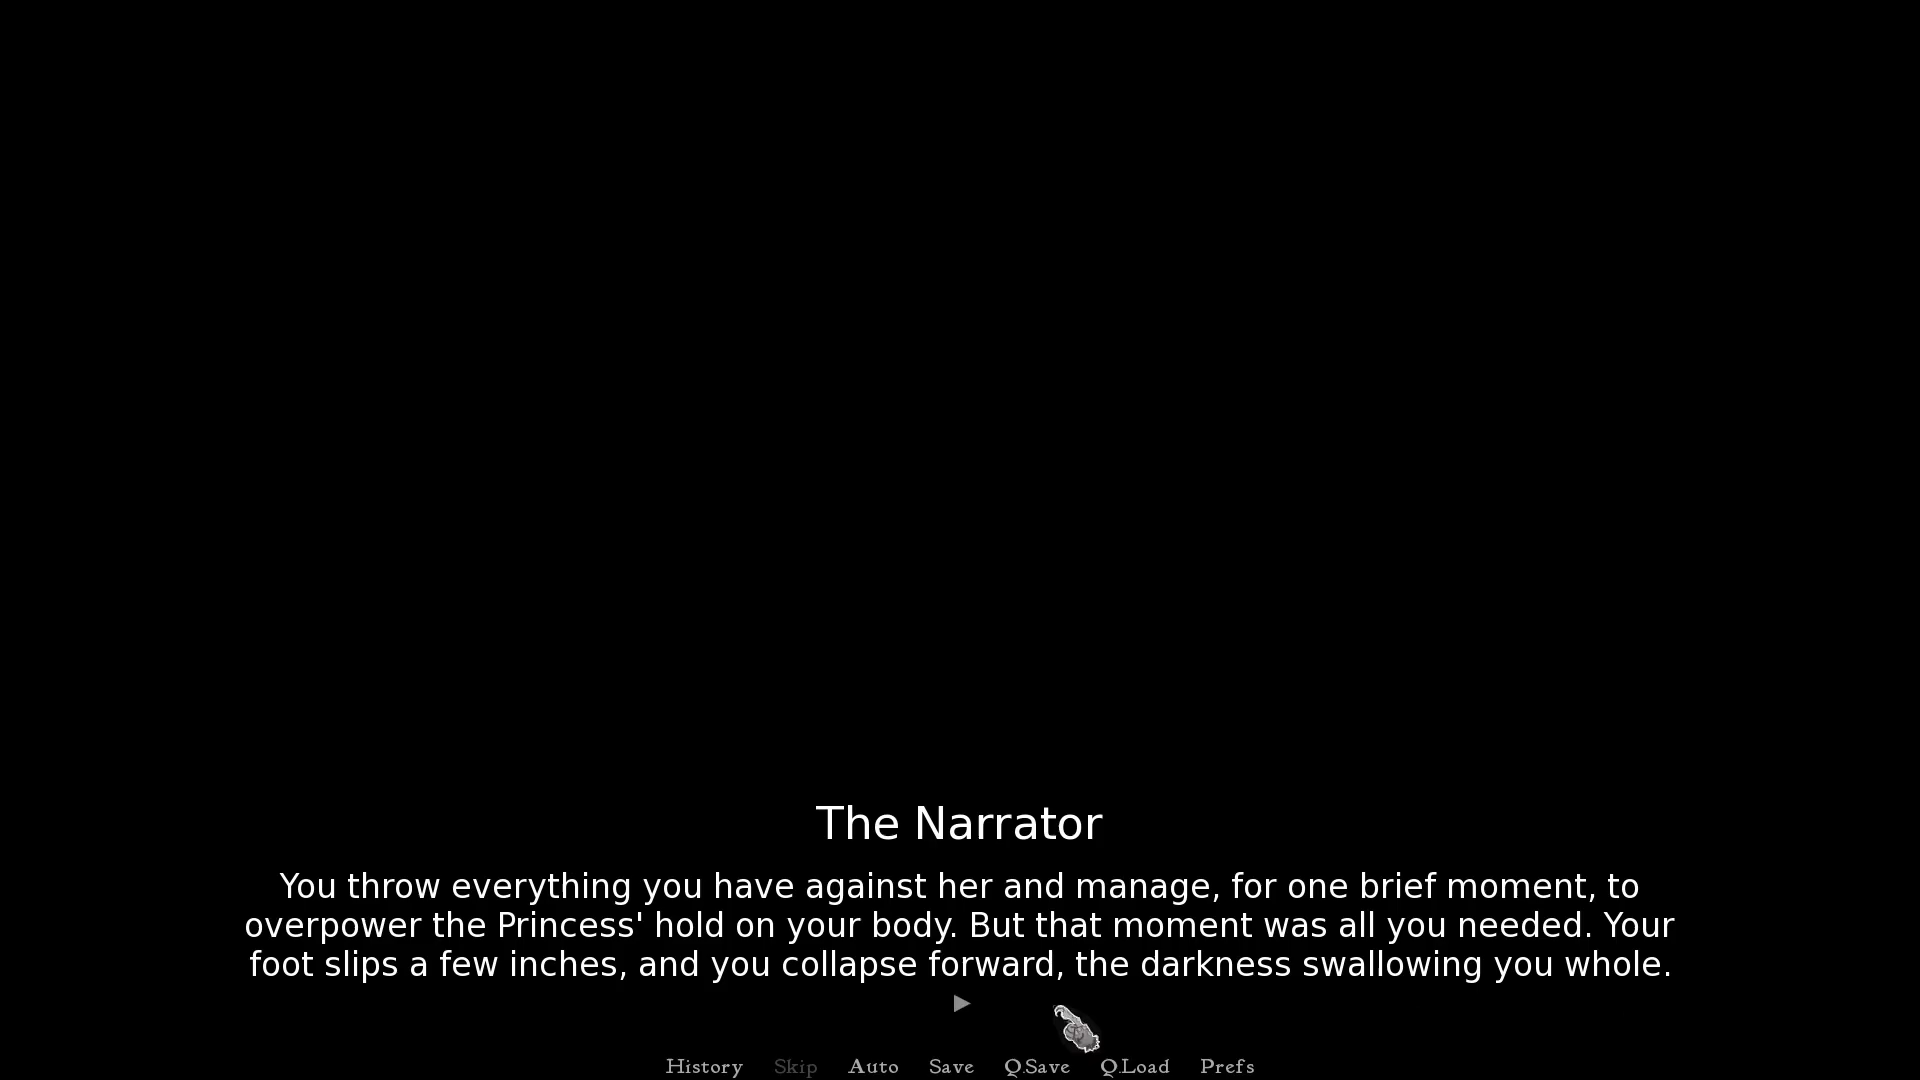 The Narrator
You throw everything you have against her and manage, for one brief moment, to
overpower the Princess' hold on your body. But that moment was all you needed. Your
foot slips a few inches, and you collapse forward, the darkness swallowing you whole.
History Skip Auto Save Q.Save Q.Load Prefs